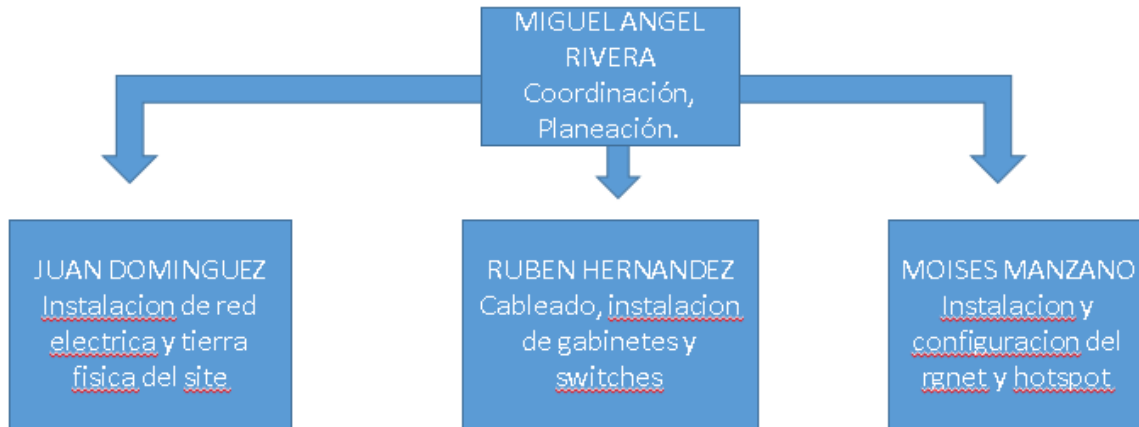 MIGUEL ANGEL
RIVERA
Coordinación,
Planeación.
JUAN DOMINGUEZ
Instalacion de red
electrica y tierra
fisica del site
RUBEN HERNANDEZ
Cableado, instalacion
de gabinetes y
switches
MOISES MANZANO
Instalacion y
configuracion del
rgnet y hotspot